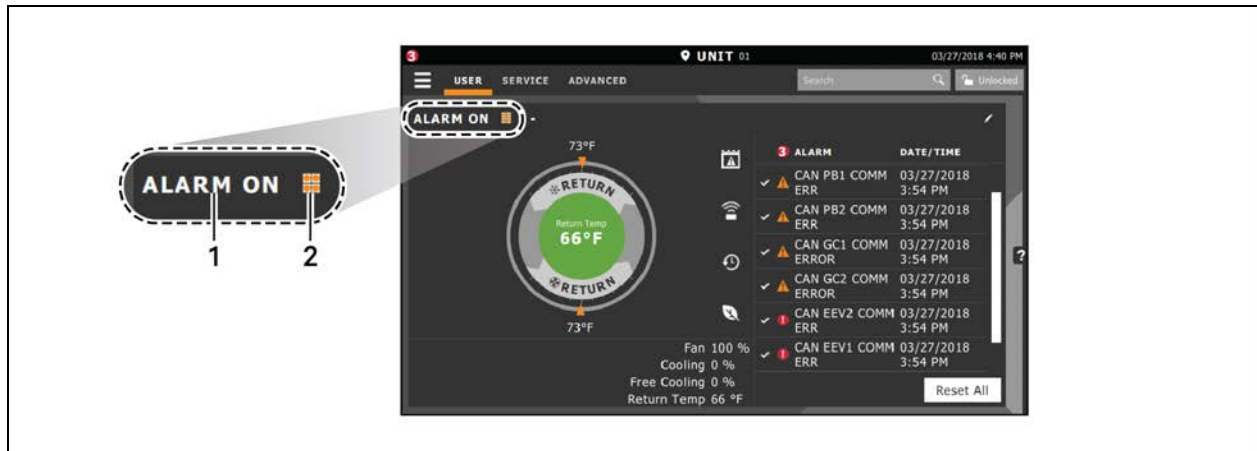 3
UNIT 01
03/27/2018 4:40 PM
USER SERVICE ADVANCED
Search
Unlocked
ALARM ON -
ALARM ON
1 2
73°F
RETURN
Return Temp
66°F
RETURN
73°F
Fan 100 %
Cooling 0 %
Free Cooling 0 %
Return Temp 66 °F
3 ALARM DATE/TIME
CAN PB1 COMM 03/27/2018
ERR 3:54 PM
CAN PB2 COMM 03/27/2018
ERR 3:54 PM
CAN GC1 COMM 03/27/2018
ERROR 3:54 PM
CAN GC2 COMM 03/27/2018
ERROR 3:54 PM
CAN EEV2 COMM 03/27/2018
ERR 3:54 PM
CAN EEV1 COMM 03/27/2018
ERR 3:54 PM
?
Reset All